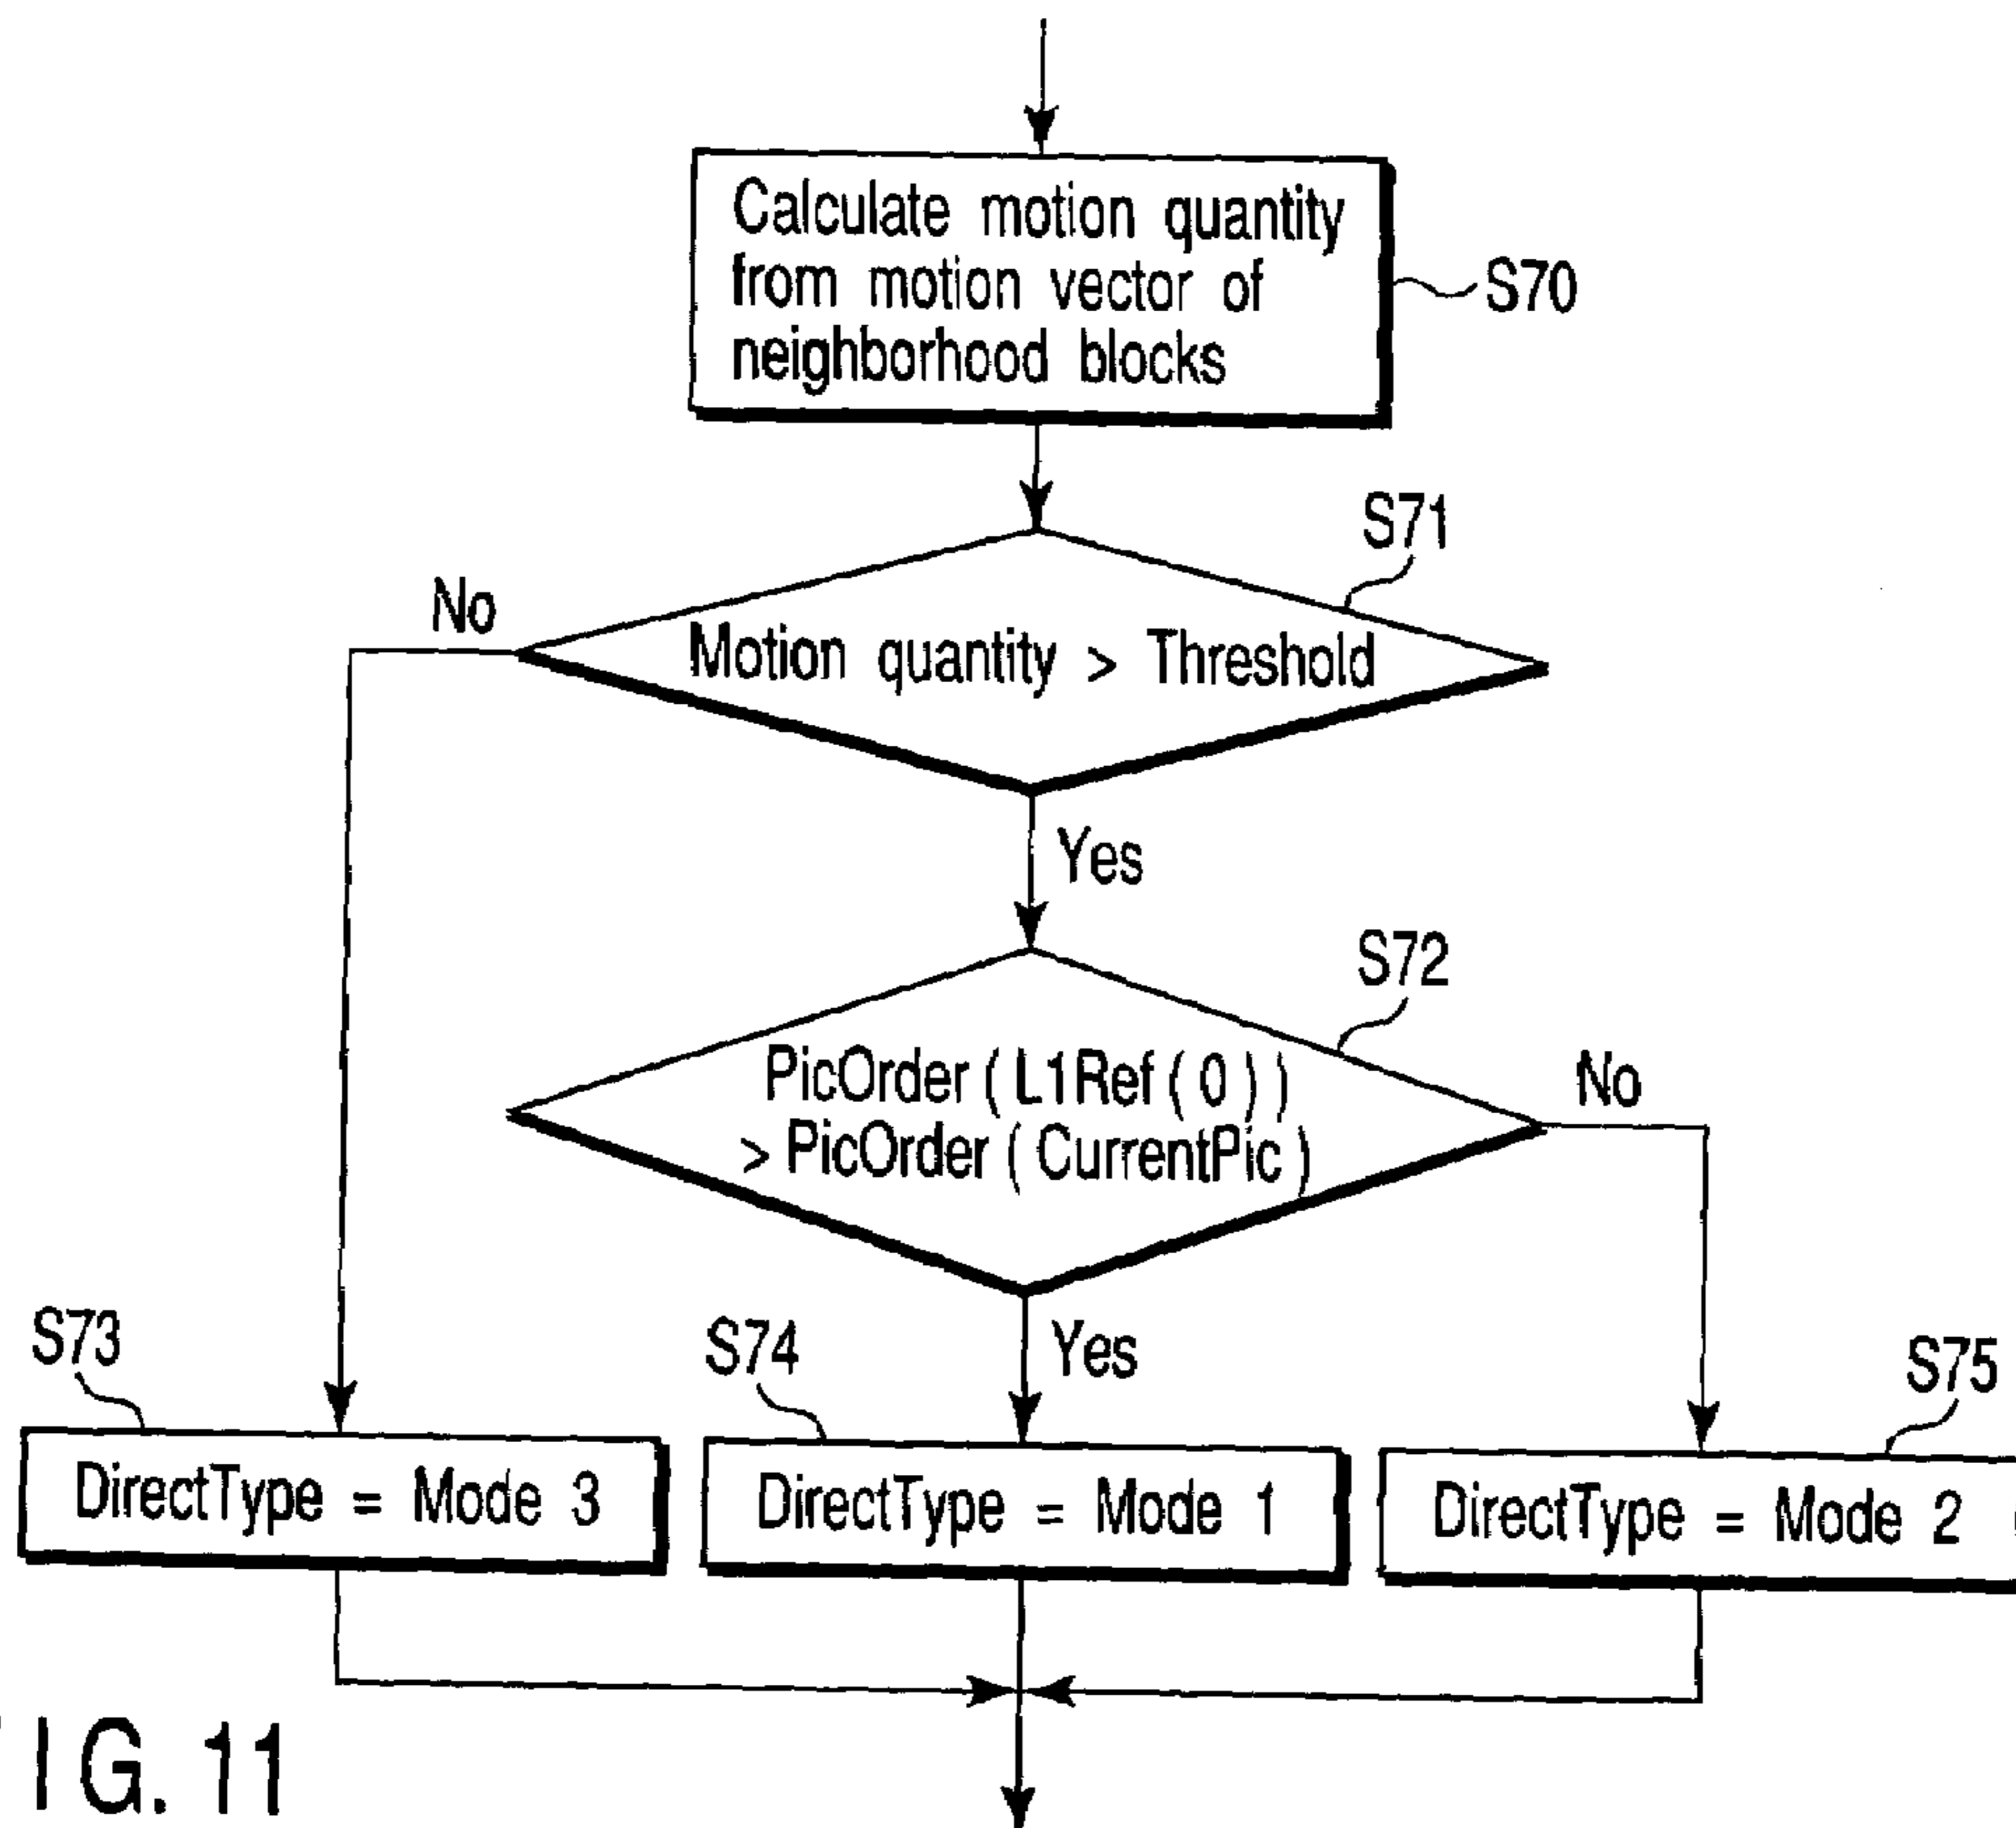 Calculate motion quantity
from motion vector of
neighborhood blocks
S70
S71
No
Motion quantity > Threshold
Yes
S72
PicOrder ( L1Ref ( 0 ) )
> PicOrder ( CurrentPic )
No
Yes
S73
S74
S75
DirectType = Mode 3
DirectType = Mode 1
DirectType = Mode 2
IG. 11